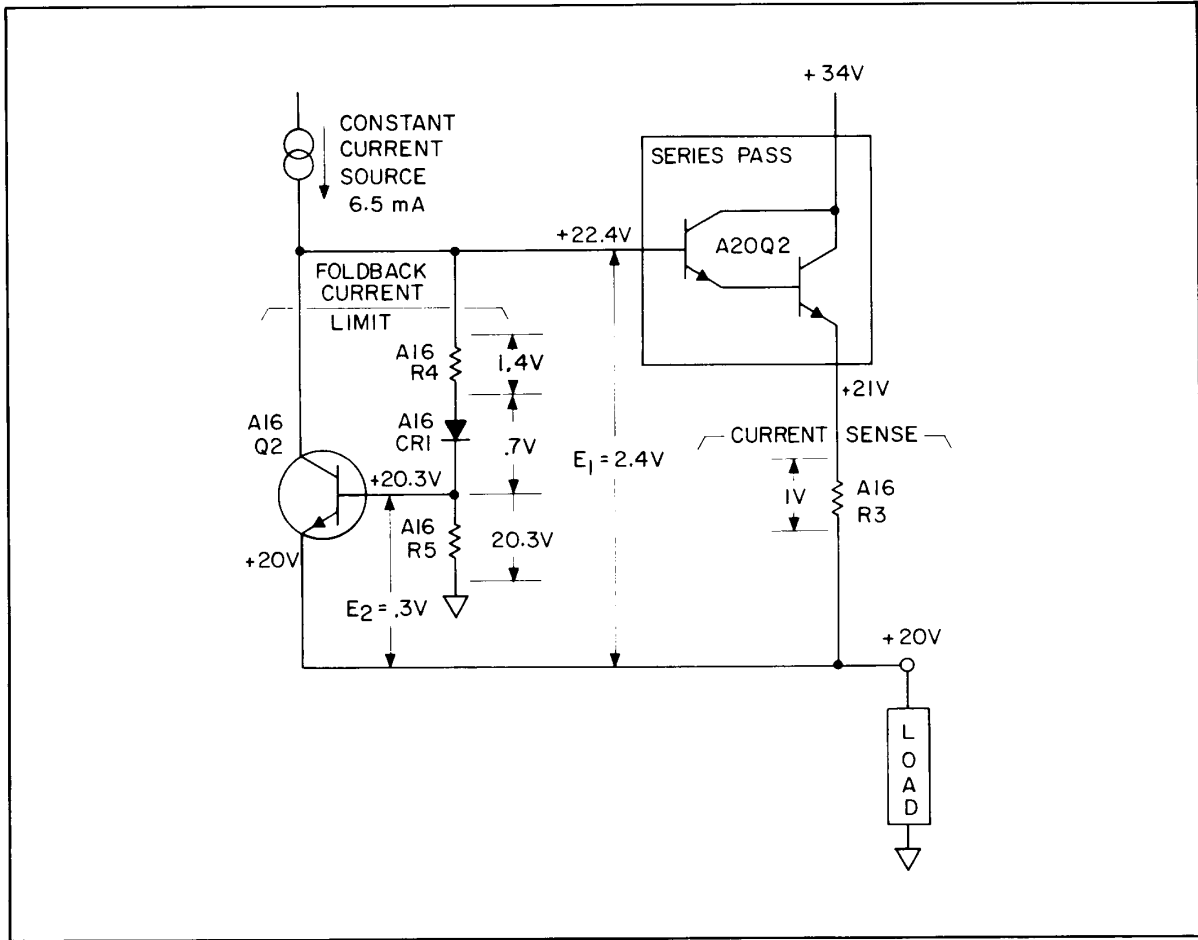 +34V
CONSTANT
CURRENT
SOURCE
6.5 mA
SERIES PASS
+22.4V
A20Q2
FOLDBACK
CURRENT
LIMIT
A16
R4
1.4V
+21V
A16
Q2
A16
CR1
.7V
E1 = 2.4V
CURRENT SENSE
+20.3V
1V
A16
R3
A16
R5
20.3V
+20V
E2 = .3V
+20V
LOAD